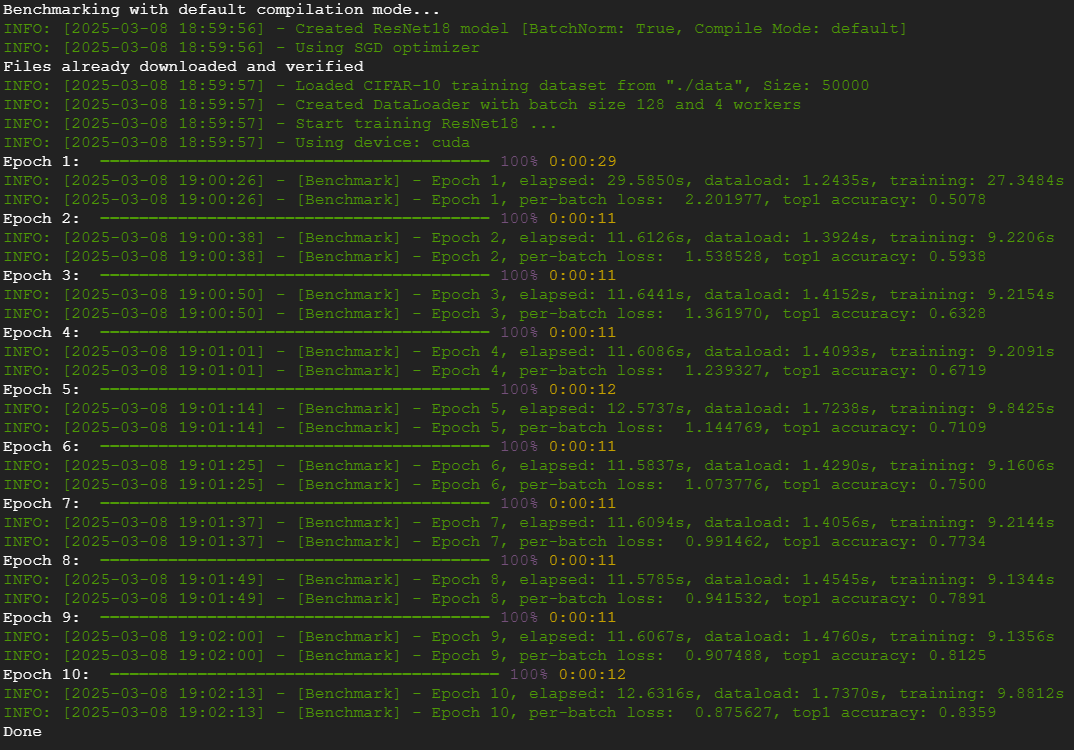 Benchmarking with default compilation mode...
INFO: [2025-03-08 18:59:56] - Created ResNet18 model [BatchNorm: True, Compile Mode: default]
INFO: [2025-03-08 18:59:56] - Using SGD optimizer
Files already downloaded and verified
INFO: [2025-03-08 18:59:57] - Loaded CIFAR-10 training dataset from "./data", Size: 50000
INFO: [2025-03-08 18:59:57] - Created DataLoader with batch size 128 and 4 workers
INFO: [2025-03-08 18:59:57] - Start training ResNet18 ...
INFO: [2025-03-08 18:59:57] - Using device: cuda
Epoch 1: 100% 0:00:29
INFO: [2025-03-08 19:00:26] - [Benchmark] - Epoch 1, elapsed: 29.5850s, dataload: 1.2435s, training: 27.3484s
INFO: [2025-03-08 19:00:26] - [Benchmark] - Epoch 1, per-batch loss:  2.201977, top1 accuracy: 0.5078
Epoch 2: 100% 0:00:11
INFO: [2025-03-08 19:00:38] - [Benchmark] - Epoch 2, elapsed: 11.6126s, dataload: 1.3924s, training: 9.2206s
INFO: [2025-03-08 19:00:38] - [Benchmark] - Epoch 2, per-batch loss:  1.538528, top1 accuracy: 0.5938
Epoch 3: 100% 0:00:11
INFO: [2025-03-08 19:00:50] - [Benchmark] - Epoch 3, elapsed: 11.6441s, dataload: 1.4152s, training: 9.2154s
INFO: [2025-03-08 19:00:50] - [Benchmark] - Epoch 3, per-batch loss:  1.361970, top1 accuracy: 0.6328
Epoch 4: 100% 0:00:11
INFO: [2025-03-08 19:01:01] - [Benchmark] - Epoch 4, elapsed: 11.6086s, dataload: 1.4093s, training: 9.2091s
INFO: [2025-03-08 19:01:01] - [Benchmark] - Epoch 4, per-batch loss:  1.239327, top1 accuracy: 0.6719
Epoch 5: 100% 0:00:12
INFO: [2025-03-08 19:01:14] - [Benchmark] - Epoch 5, elapsed: 12.5737s, dataload: 1.7238s, training: 9.8425s
INFO: [2025-03-08 19:01:14] - [Benchmark] - Epoch 5, per-batch loss:  1.144769, top1 accuracy: 0.7109
Epoch 6: 100% 0:00:11
INFO: [2025-03-08 19:01:25] - [Benchmark] - Epoch 6, elapsed: 11.5837s, dataload: 1.4290s, training: 9.1606s
INFO: [2025-03-08 19:01:25] - [Benchmark] - Epoch 6, per-batch loss:  1.073776, top1 accuracy: 0.7500
Epoch 7: 100% 0:00:11
INFO: [2025-03-08 19:01:37] - [Benchmark] - Epoch 7, elapsed: 11.6094s, dataload: 1.4056s, training: 9.2144s
INFO: [2025-03-08 19:01:37] - [Benchmark] - Epoch 7, per-batch loss:  0.991462, top1 accuracy: 0.7734
Epoch 8: 100% 0:00:11
INFO: [2025-03-08 19:01:49] - [Benchmark] - Epoch 8, elapsed: 11.5785s, dataload: 1.4545s, training: 9.1344s
INFO: [2025-03-08 19:01:49] - [Benchmark] - Epoch 8, per-batch loss:  0.941532, top1 accuracy: 0.7891
Epoch 9: 100% 0:00:11
INFO: [2025-03-08 19:02:00] - [Benchmark] - Epoch 9, elapsed: 11.6067s, dataload: 1.4760s, training: 9.1356s
INFO: [2025-03-08 19:02:00] - [Benchmark] - Epoch 9, per-batch loss:  0.907488, top1 accuracy: 0.8125
Epoch 10: 100% 0:00:12
INFO: [2025-03-08 19:02:13] - [Benchmark] - Epoch 10, elapsed: 12.6316s, dataload: 1.7370s, training: 9.8812s
INFO: [2025-03-08 19:02:13] - [Benchmark] - Epoch 10, per-batch loss:  0.875627, top1 accuracy: 0.8359
Done